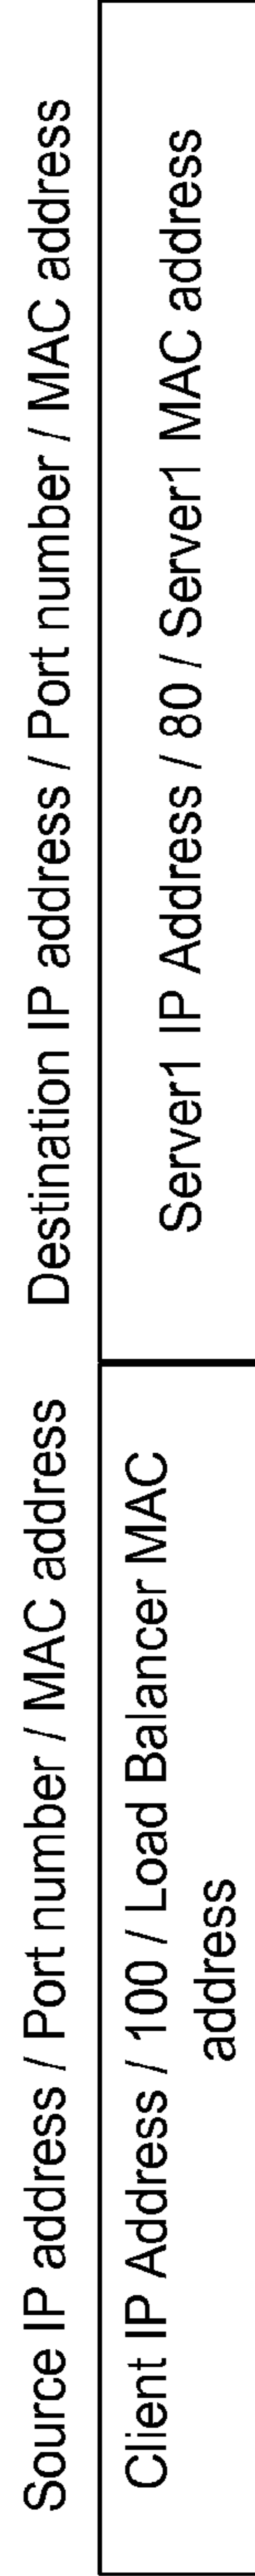 Source IP address / Port number / MAC address
Destination IP address / Port number / MAC address
Client IP Address / 100 / Load Balancer MAC
address
Server1 IP Address / 80 / Server1 MAC address